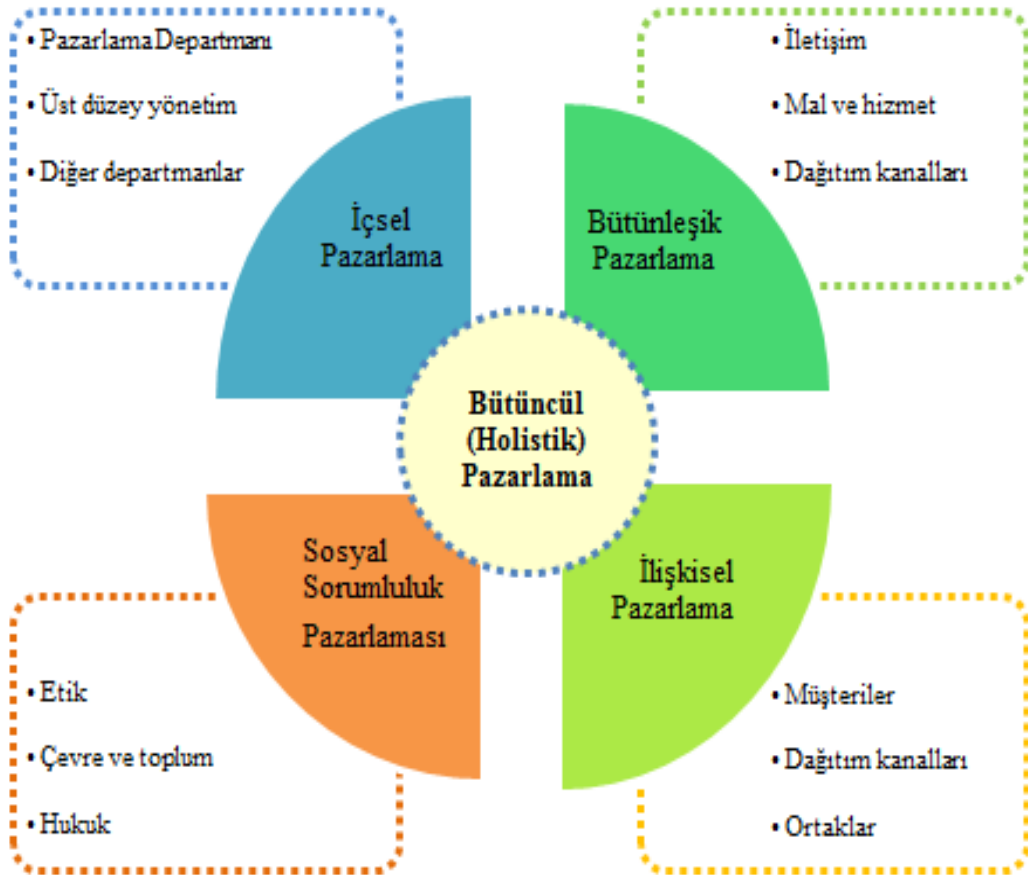 • Pazarlama Departmanı
• Üst düzey yönetim
• Diğer departmanlar
• İletişim
• Mal ve hizmet
• Dağıtım kanalları
İçsel
Pazarlama
Bütünleşik
Pazarlama
Bütüncül
(Holistik)
Pazarlama
Sosyal
Sorumluluk
Pazarlaması
İlişkisel
Pazarlama
• Etik
• Çevre ve toplum
• Hukuk
• Müşteriler
• Dağıtım kanalları
• Ortaklar